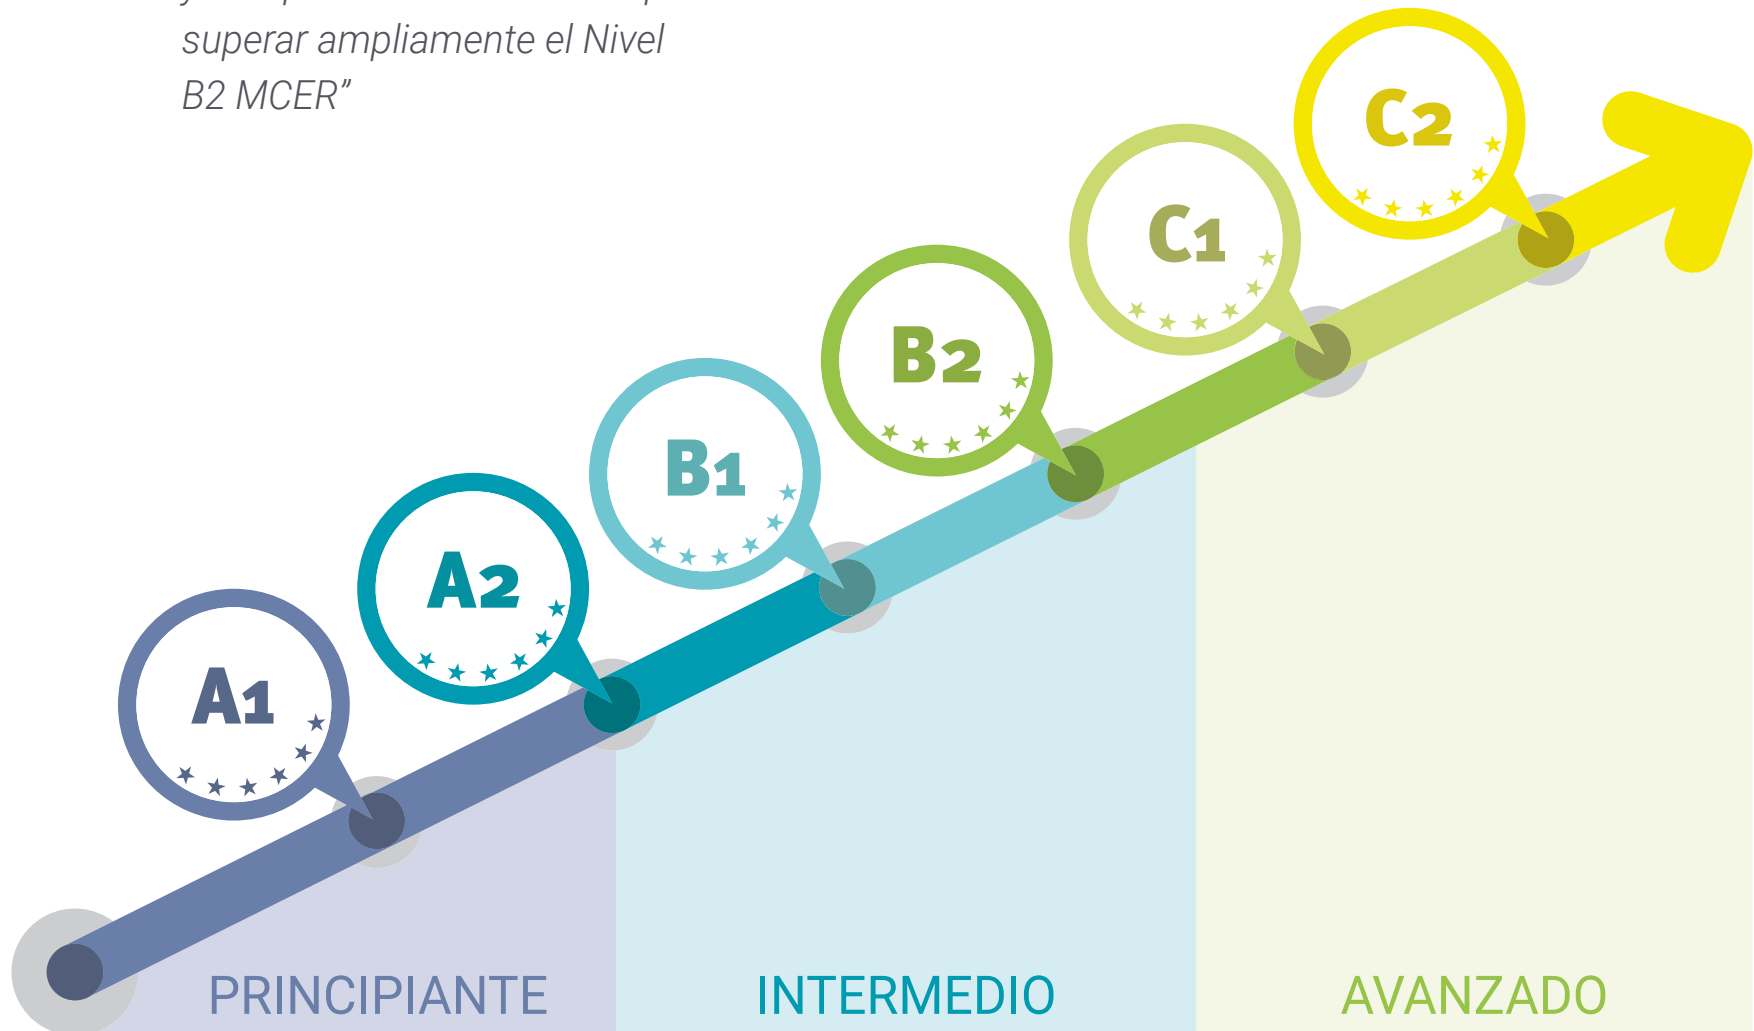 superar ampliamente el Nivel
B2 MCER”
C2
C1
B2
B1
A2
A1
PRINCIPIANTE
INTERMEDIO
AVANZADO